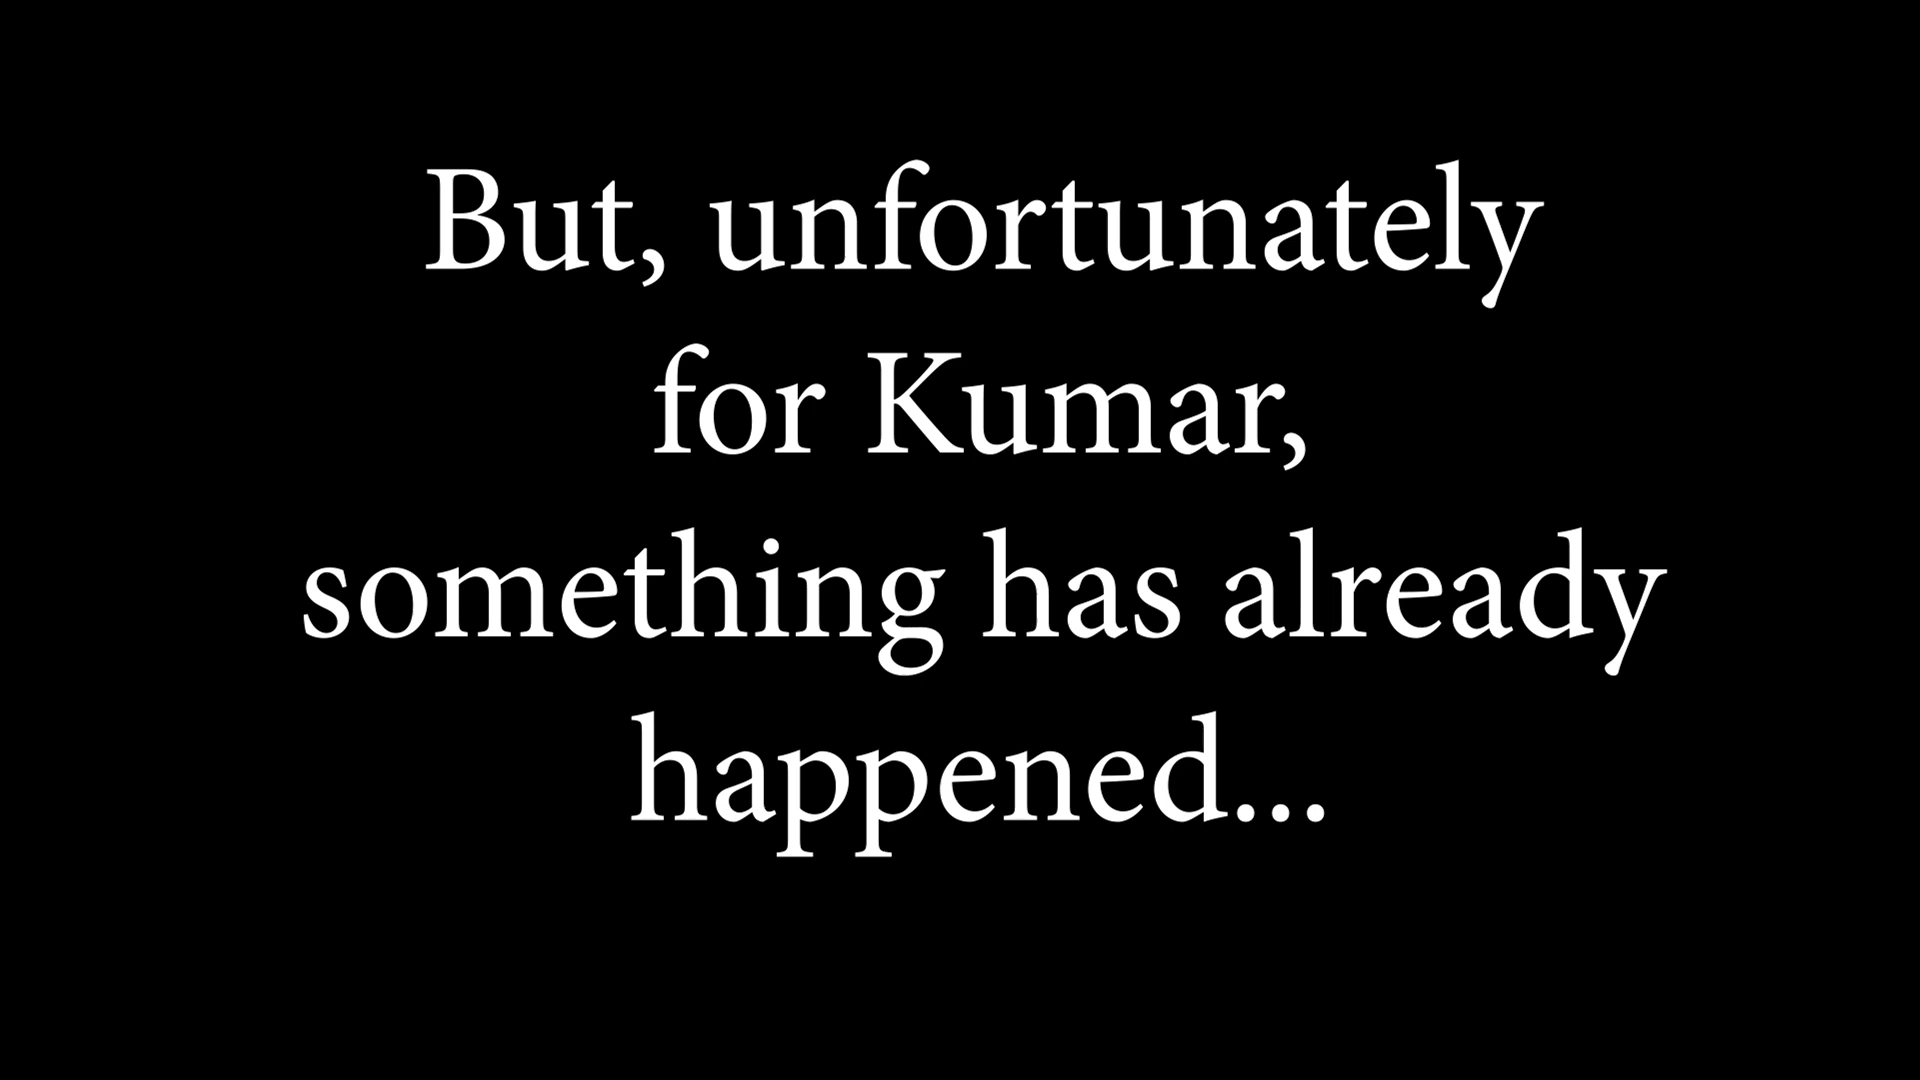 But, unfortunately
for Kumar,
something has already
happened...